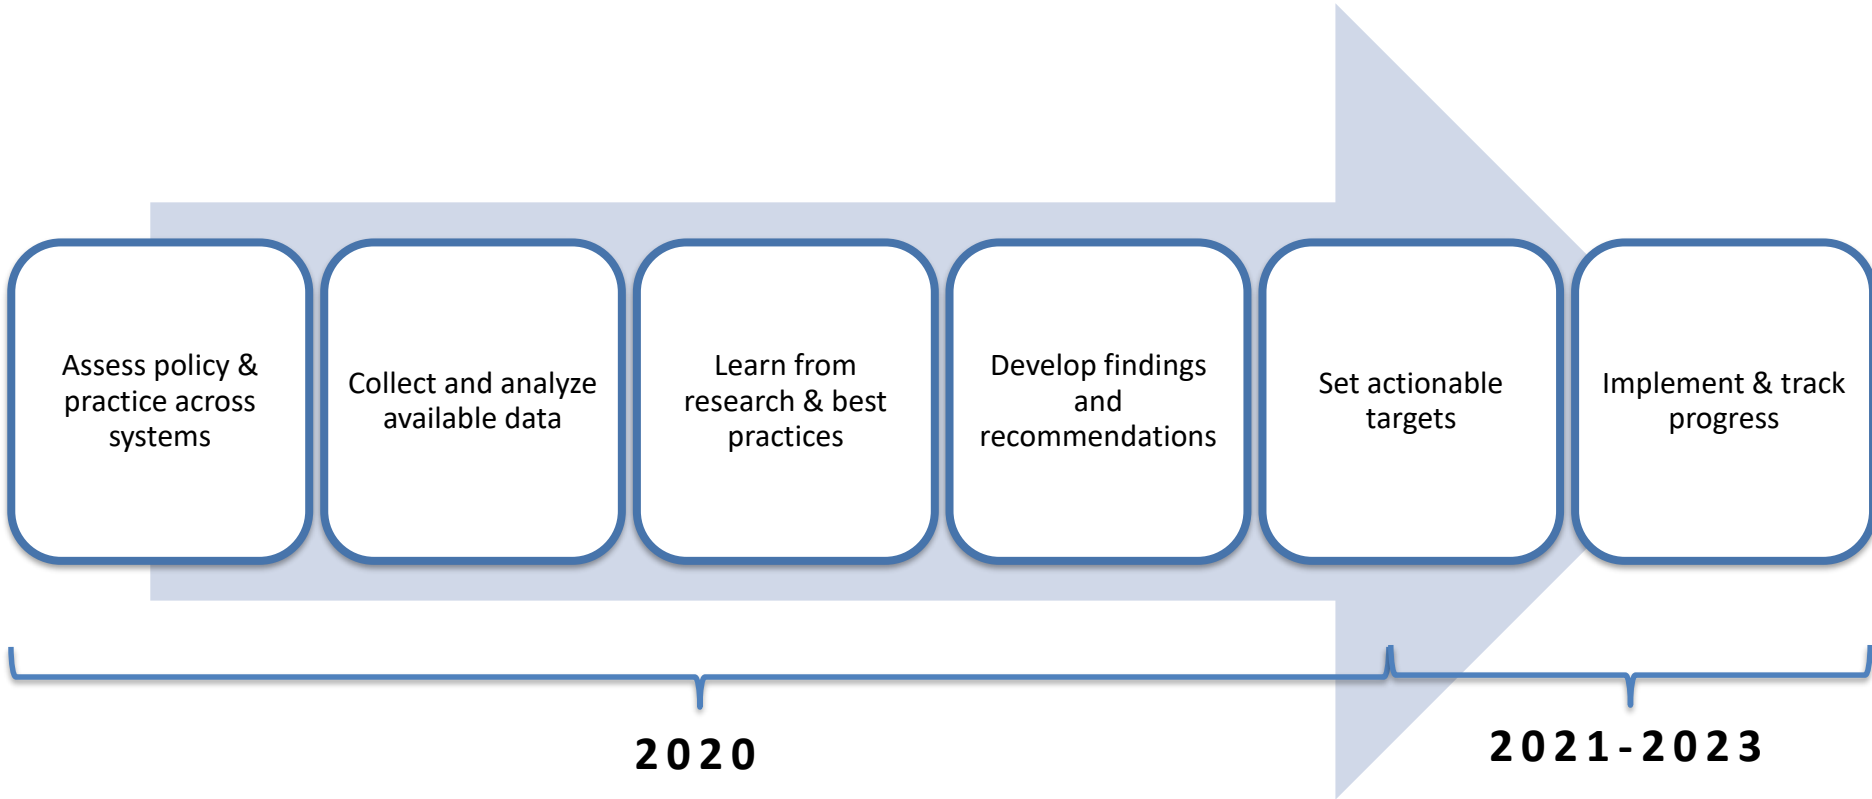 Assess policy &
practice across
systems
Collect and analyze
available data
Learn from
research & best
practices
Develop findings
and
recommendations
Set actionable
targets
Implement & track
progress
2020
2021-2023